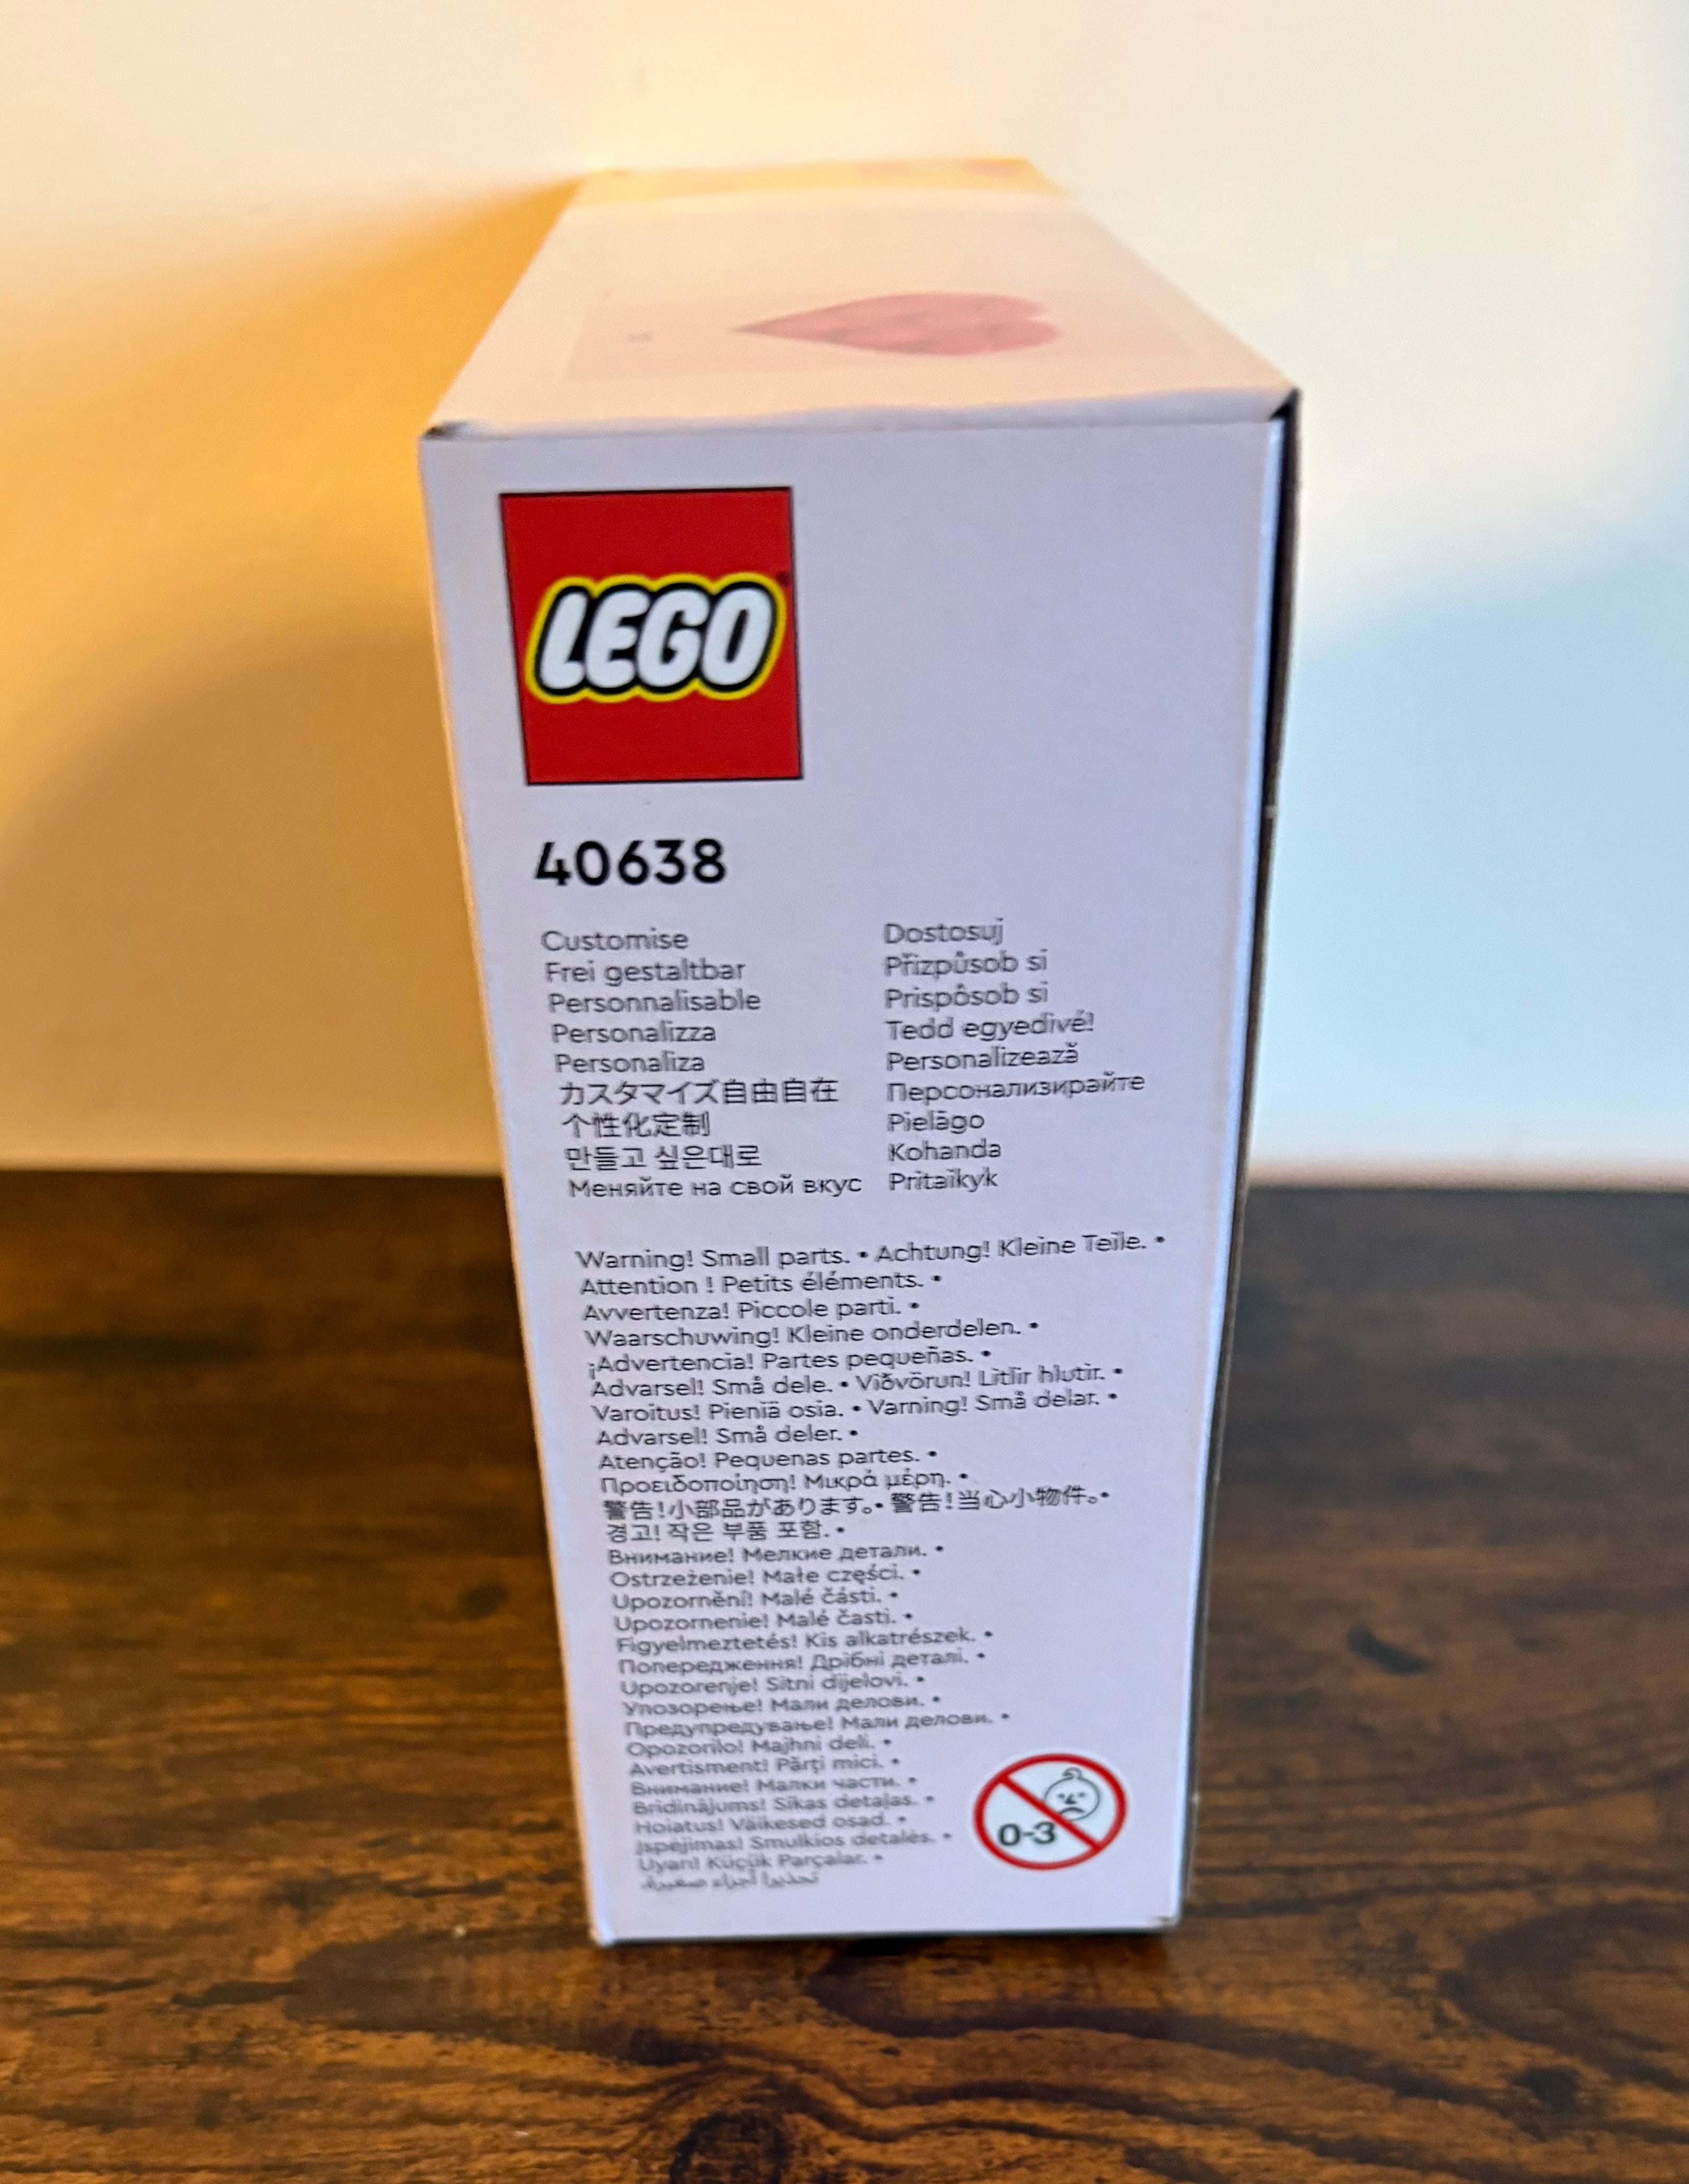 LEGO
40638
Customise
Frei gestaltbar
Personnalisable
Personalizza
Personaliza
カスタマイズ自由自在
个性化定制
만들고 싶은대로
Меняйте на свой вкус
Dostosuj
Přizpůsob si
Prispôsob si
Tedd egyedivé!
Personalizează
Персонализирайте
Pielāgo
Kohanda
Pritaikyk
Warning! Small parts. • Achtung! Kleine Teile. •
Attention ! Petits éléments. •
Avvertenza! Piccole parti. •
Waarschuwing! Kleine onderdelen. •
¡Advertencia! Partes pequeñas. •
Advarsel! Små dele. • Viðvörun! Litlir hlutir. •
Varoitus! Pieniä osia. • Varning! Små delar. •
Advarsel! Små deler. •
Atenção! Pequenas partes. •
Προειδοποίηση! Μικρά μέρη. •
警告!小部品があります。• 警告!当心小物件。•
경고! 작은 부품 포함. •
Внимание! Мелкие детали. •
Ostrzeżenie! Małe części. •
Upozornění! Malé části. •
Upozornenie! Malé časti. •
Figyelmeztetés! Kis alkatrészek. •
Попередження! Дрібні деталі. •
Upozorenje! Sitni dijelovi. •
Упозорење! Мали делови. •
Предупредување! Мали делови. •
Opozorilo! Majhni deli. •
Avertisment! Părți mici. •
Внимание! Малки части. •
Brīdinājums! Sīkas detaļas. •
Hoiatus! Väikesed osad. •
Įspėjimas! Smulkios detalės. •
Uyarı! Küçük Parçalar. •
تحذير! أجزاء صغيرة.
0-3